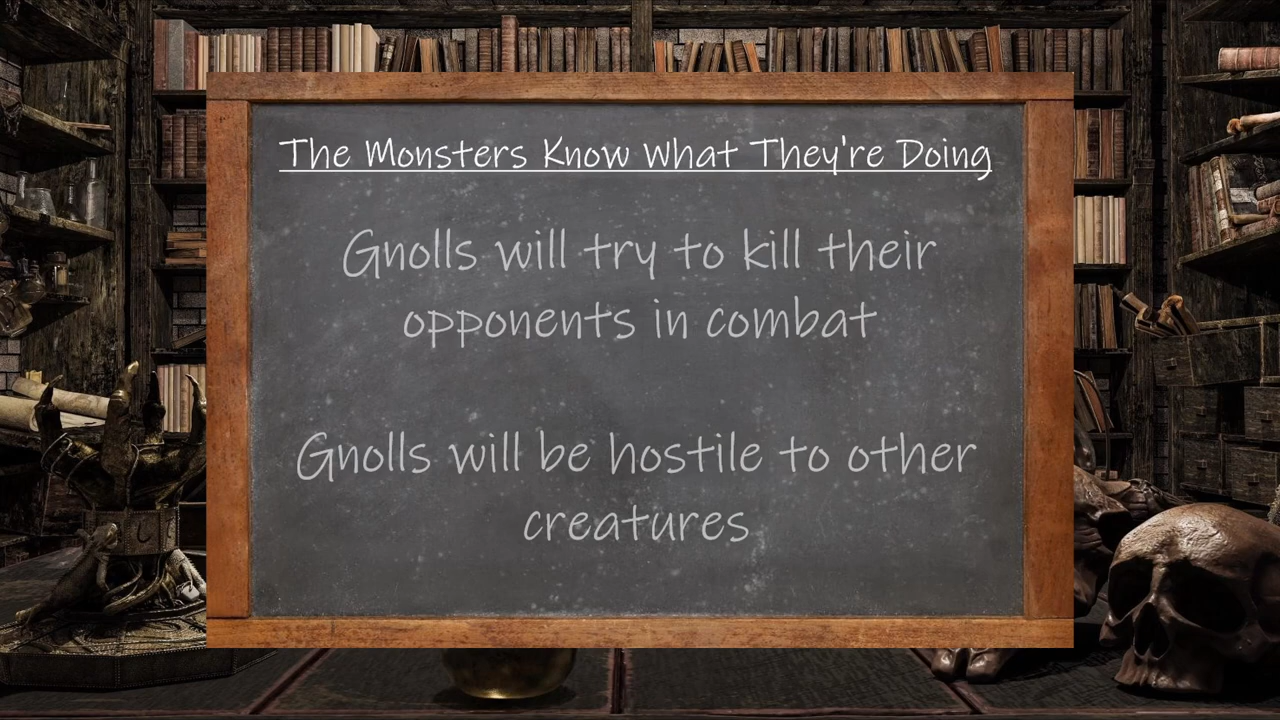 The Monsters Know What They're Doing
Gnolls will try to kill their
opponents in combat
Gnolls will be hostile to other
creatures